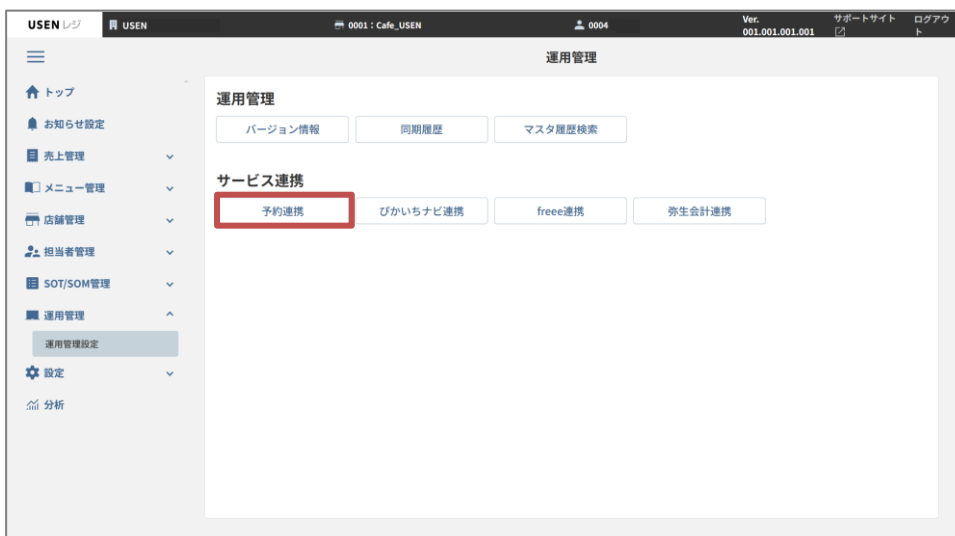 USENレジ USEN 0001：Cafe_USEN 0004 Ver. 001.001.001.001 サポートサイト ログアウト
運用管理
トップ
お知らせ設定
売上管理
メニュー管理
店舗管理
担当者管理
SOT/SOM管理
運用管理
運用管理設定
設定
分析
運用管理
バージョン情報 同期履歴 マスタ履歴検索
サービス連携
予約連携 ぴかいちナビ連携 freee連携 弥生会計連携